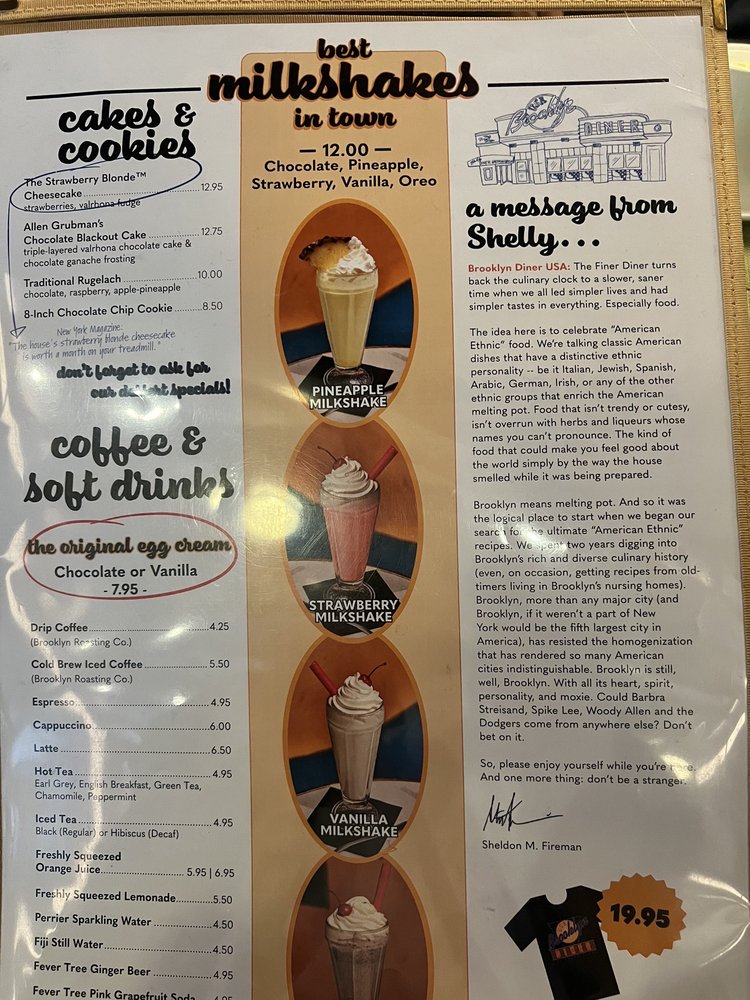 best
milkshakes
in town
— 12.00 —
Chocolate, Pineapple,
Strawberry, Vanilla, Oreo
PINEAPPLE
MILKSHAKE
STRAWBERRY
MILKSHAKE
VANILLA
MILKSHAKE
cakes &
cookies
The Strawberry Blonde™
Cheesecake 12.95
strawberries, valrhona fudge
Allen Grubman's
Chocolate Blackout Cake 12.75
triple-layered valrhona chocolate cake &
chocolate ganache frosting
Traditional Rugelach 10.00
chocolate, raspberry, apple-pineapple
8-Inch Chocolate Chip Cookie 8.50
New York Magazine:
"The house's strawberry blonde cheesecake
is worth a month on your treadmill."
don't forget to ask for
our dessert specials!
coffee &
soft drinks
the original egg cream
Chocolate or Vanilla
- 7.95 -
Drip Coffee 4.25
(Brooklyn Roasting Co.)
Cold Brew Iced Coffee 5.50
(Brooklyn Roasting Co.)
Espresso 4.95
Cappuccino 6.00
Latte 6.50
Hot Tea 4.95
Earl Grey, English Breakfast, Green Tea,
Chamomile, Peppermint
Iced Tea 4.95
Black (Regular) or Hibiscus (Decaf)
Freshly Squeezed
Orange Juice 5.95 | 6.95
Freshly Squeezed Lemonade 5.50
Perrier Sparkling Water 4.50
Fiji Still Water 4.50
Fever Tree Ginger Beer 4.95
Fever Tree Pink Grapefruit Soda 4.95
Brooklyn
DINER
a message from
Shelly...
Brooklyn Diner USA: The Finer Diner turns
back the culinary clock to a slower, saner
time when we all led simpler lives and had
simpler tastes in everything. Especially food.
The idea here is to celebrate "American
Ethnic" food. We're talking classic American
dishes that have a distinctive ethnic
personality -- be it Italian, Jewish, Spanish,
Arabic, German, Irish, or any of the other
ethnic groups that enrich the American
melting pot. Food that isn't trendy or cutesy,
isn't overrun with herbs and liqueurs whose
names you can't pronounce. The kind of
food that could make you feel good about
the world simply by the way the house
smelled while it was being prepared.
Brooklyn means melting pot. And so it was
the logical place to start when we began our
search for the ultimate "American Ethnic"
recipes. We spent two years digging into
Brooklyn's rich and diverse culinary history
(even, on occasion, getting recipes from old-
timers living in Brooklyn's nursing homes).
Brooklyn, more than any major city (and
Brooklyn, if it weren't a part of New
York would be the fifth largest city in
America), has resisted the homogenization
that has rendered so many American
cities indistinguishable. Brooklyn is still,
well, Brooklyn. With all its heart, spirit,
personality, and moxie. Could Barbra
Streisand, Spike Lee, Woody Allen and the
Dodgers come from anywhere else? Don't
bet on it.
So, please enjoy yourself while you're here.
And one more thing: don't be a stranger.
Sheldon M. Fireman
Brooklyn
19.95